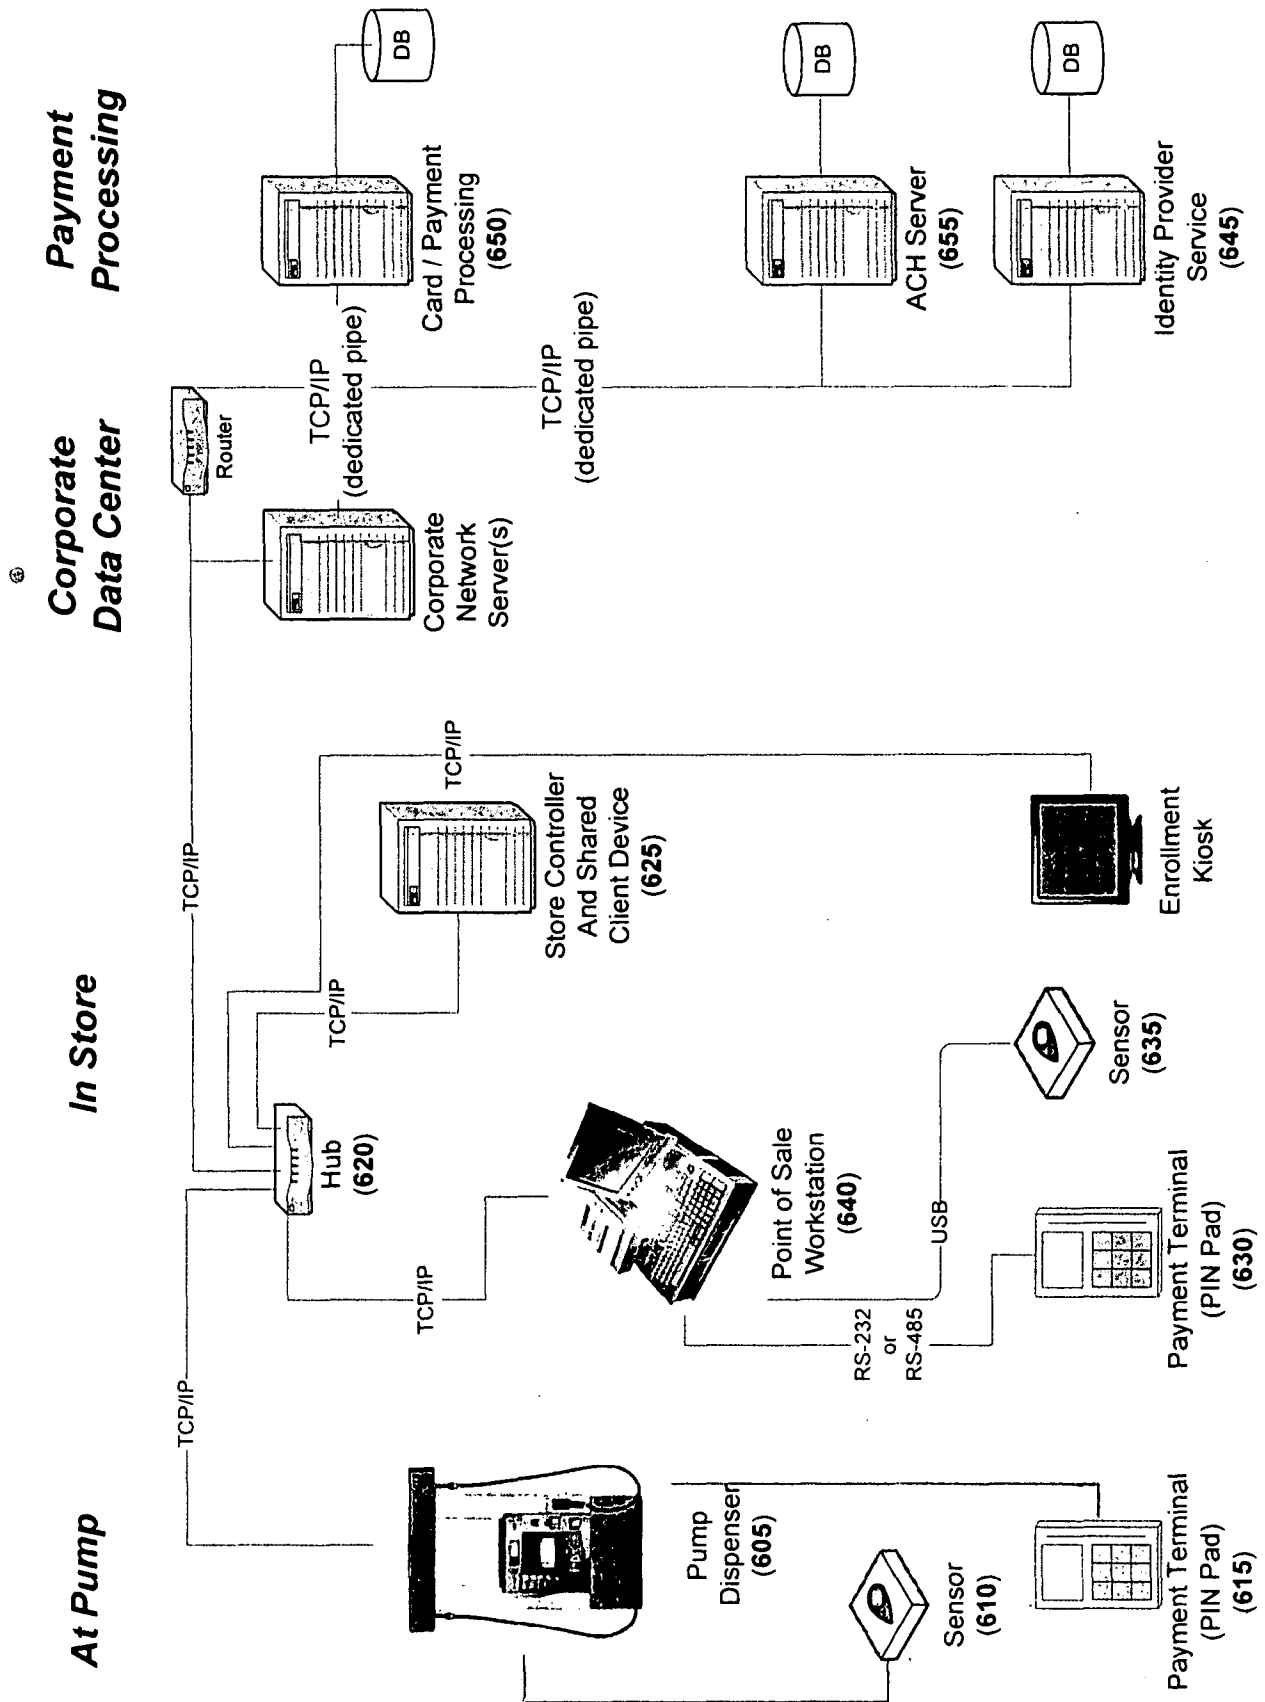 At Pump
In Store
Corporate
Data Center
Payment
Processing
TCP/IP
Pump
Dispenser
(605)
Sensor
(610)
Payment Terminal
(PIN Pad)
(615)
Hub
(620)
TCP/IP
TCP/IP
TCP/IP
TCP/IP
Store Controller
And Shared
Client Device
(625)
Point of Sale
Workstation
(640)
RS-232
or
RS-485
USB
Payment Terminal
(PIN Pad)
(630)
Sensor
(635)
Enrollment
Kiosk
Router
Corporate
Network
Server(s)
TCP/IP
(dedicated pipe)
TCP/IP
(dedicated pipe)
Card / Payment
Processing
(650)
DB
ACH Server
(655)
DB
Identity Provider
Service
(645)
DB